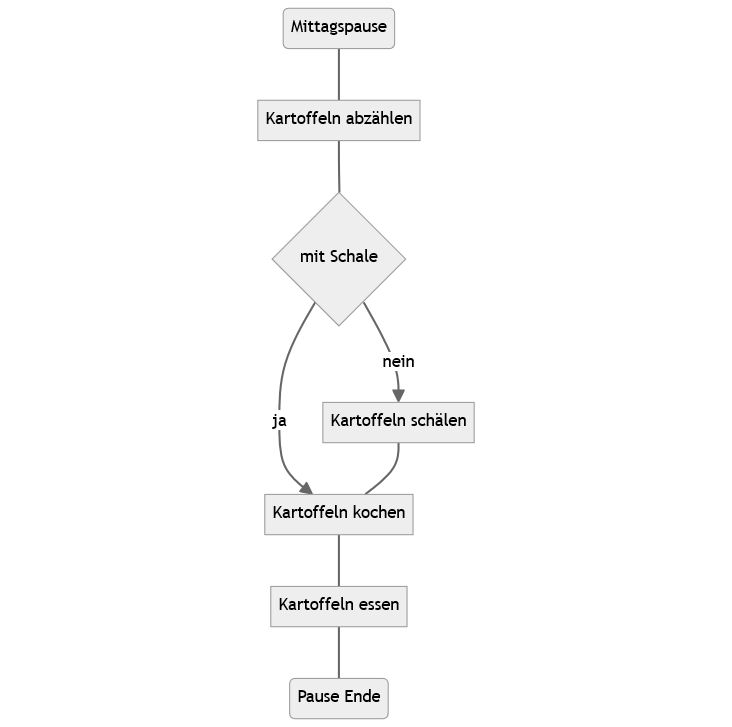 Mittagspause
Kartoffeln abzählen
mit Schale
nein
ja
Kartoffeln schälen
Kartoffeln kochen
Kartoffeln essen
Pause Ende